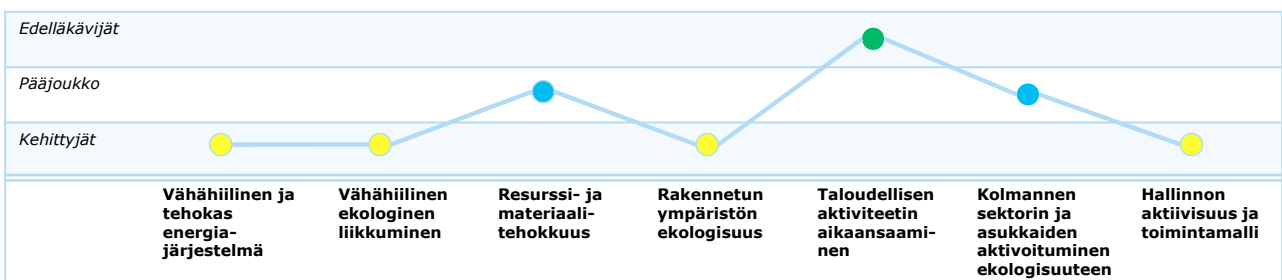 Edelläkävijät
Pääjoukko
Kehittyjät
Vähähiilinen ja
tehokas
energia-
järjestelmä
Vähähiilinen
ekologinen
liikkuminen
Resurssi- ja
materiaali-
tehokkuus
Rakennetun
ympäristön
ekologisuus
Taloudellisen
aktiviteetin
aikaansaami-
nen
Kolmannen
sektorin ja
asukkaiden
aktivoituminen
ekologisuuteen
Hallinnon
aktiivisuus ja
toimintamalli